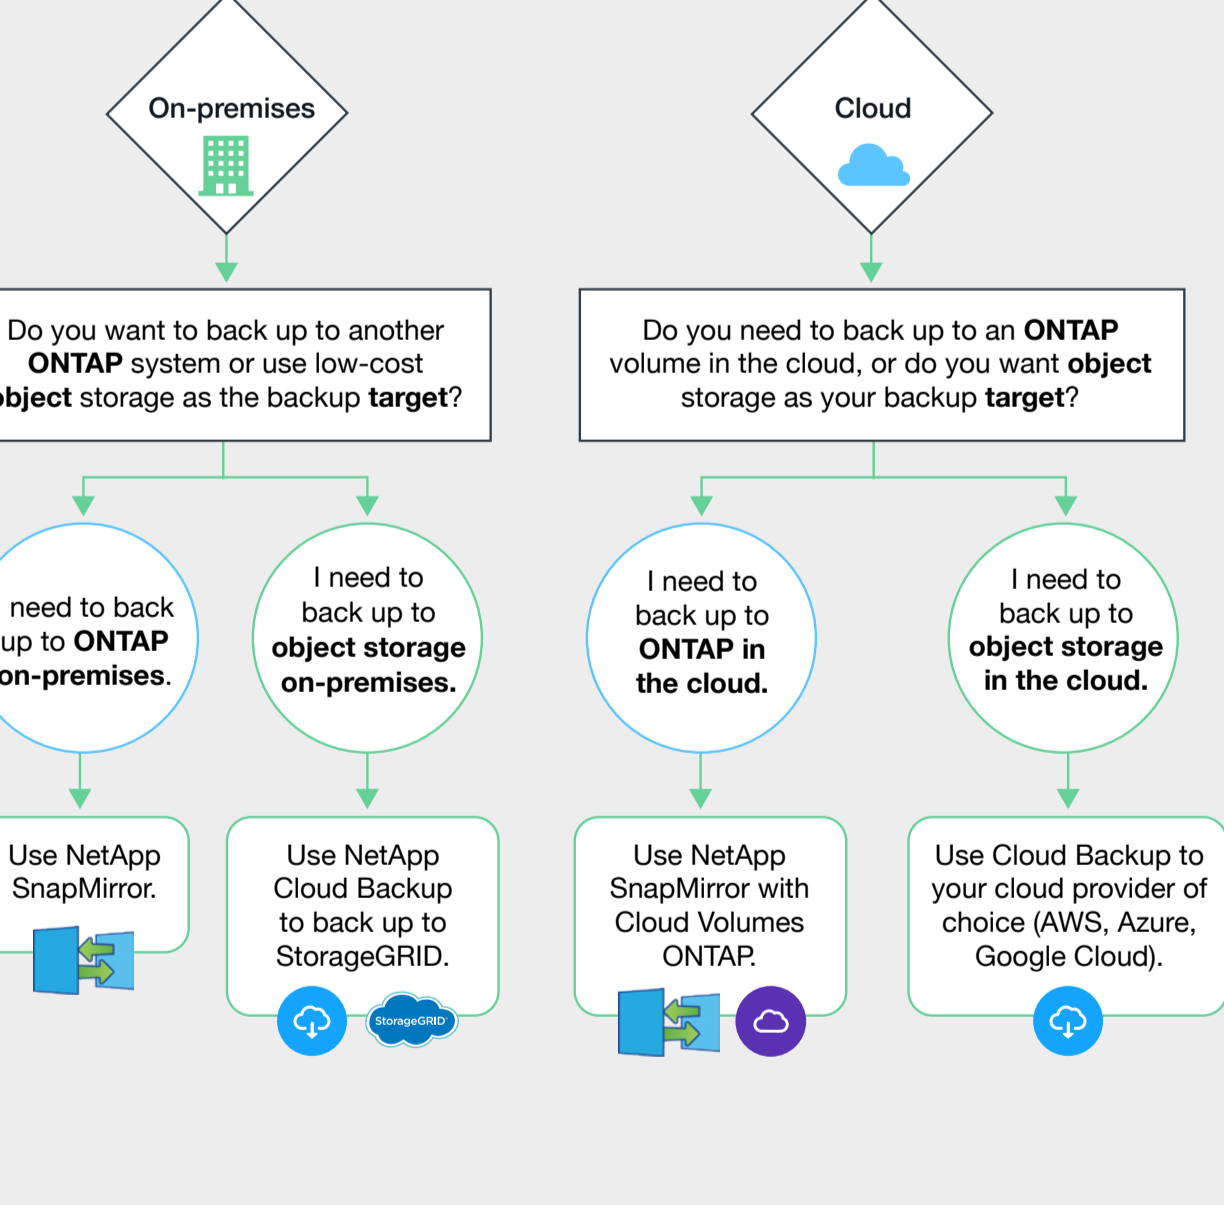 On-premises
Cloud
Do you want to back up to another
ONTAP system or use low-cost
object storage as the backup target?
Do you need to back up to an ONTAP
volume in the cloud, or do you want object
storage as your backup target?
need to back
up to ONTAP
on-premises.
I need to
back up to
object storage
on-premises.
I need to
back up to
ONTAP in
the cloud.
I need to
back up to
object storage
in the cloud.
Use NetApp
SnapMirror.
Use NetApp
Cloud Backup
to back up to
StorageGRID.
StorageGRID
Use NetApp
SnapMirror with
Cloud Volumes
ONTAP.
Use Cloud Backup to
your cloud provider of
choice (AWS, Azure,
Google Cloud).